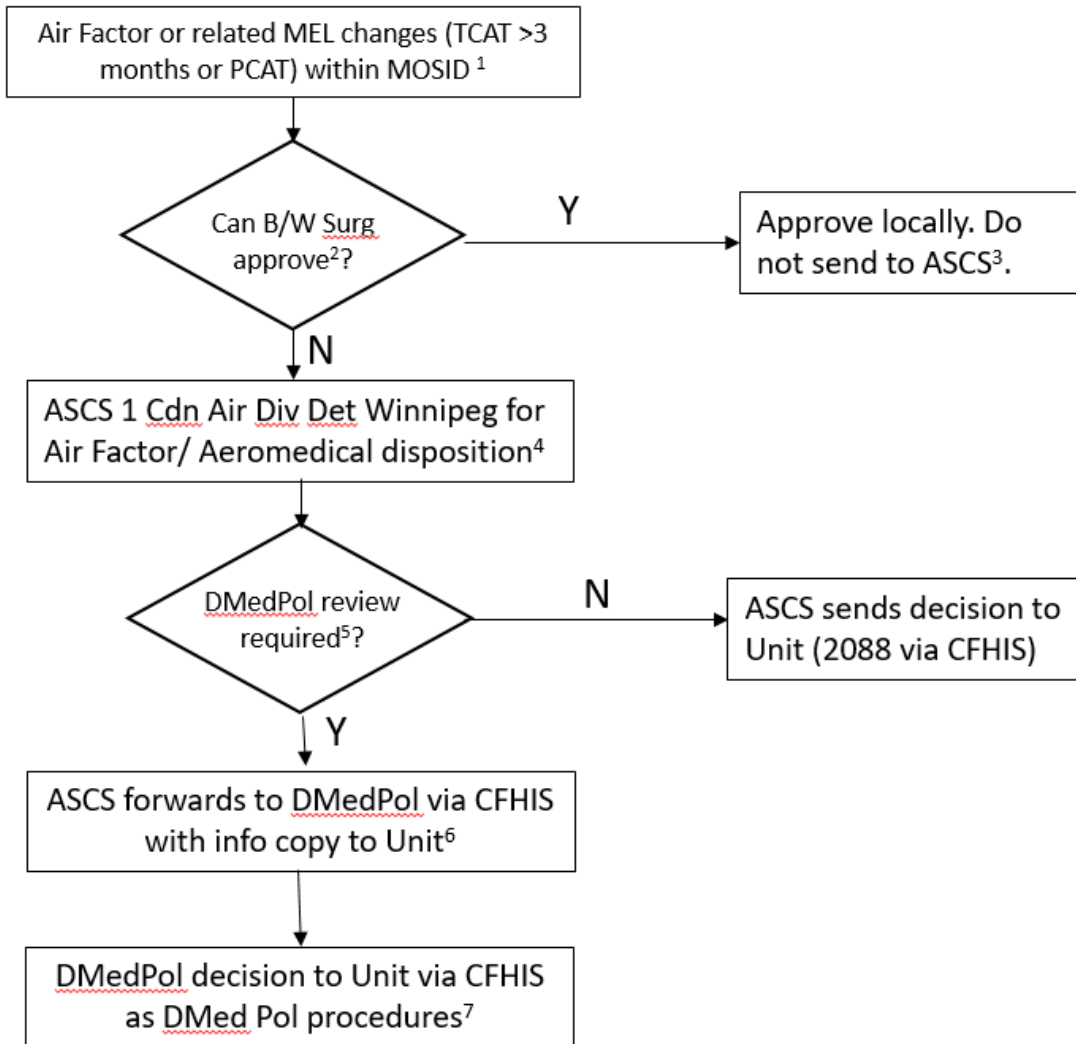 Air Factor or related MEL changes (TCAT >3
months or PCAT) within MOSID ¹
Can B/W Surg
approve²?
Y
Approve locally. Do
not send to ASCS³.
N
ASCS 1 Cdn Air Div Det Winnipeg for
Air Factor/ Aeromedical disposition⁴
DMedPol review
required⁵?
N
ASCS sends decision to
Unit (2088 via CFHIS)
Y
ASCS forwards to DMedPol via CFHIS
with info copy to Unit⁶
DMedPol decision to Unit via CFHIS
as DMed Pol procedures⁷